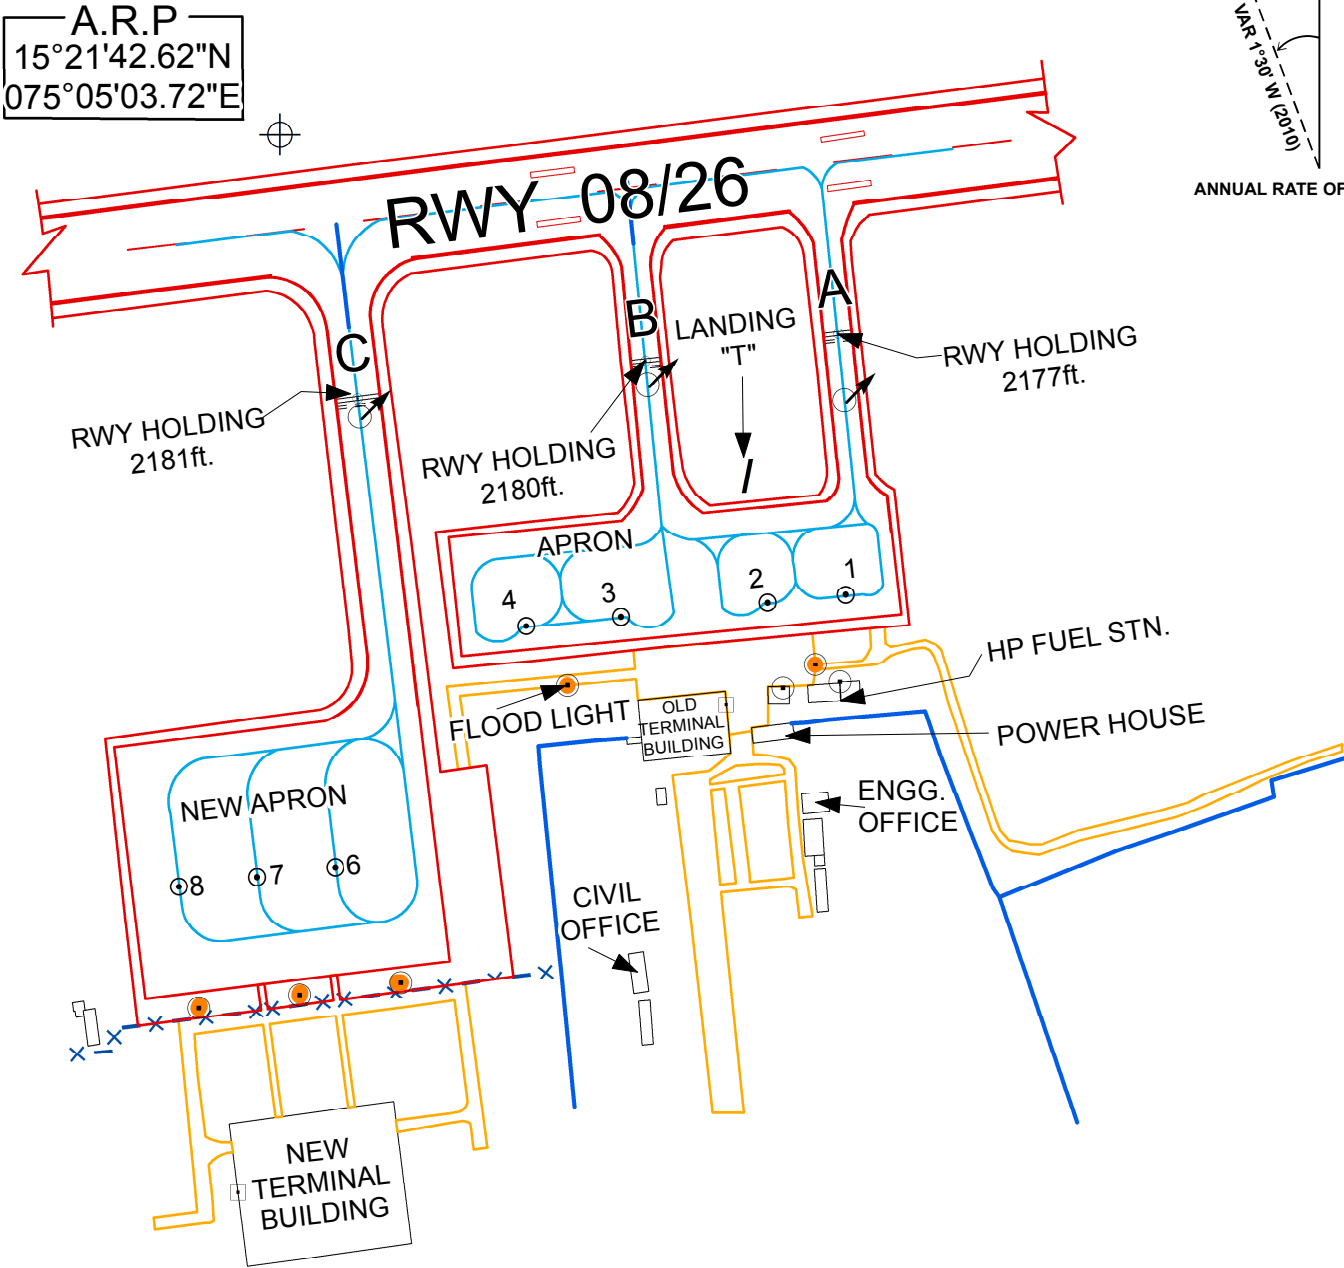 A.R.P
15°21'42.62"N
075°05'03.72"E
VAR 1°30' W (2010)
ANNUAL RATE OF
RWY 08/26
A
B
C
LANDING
"T"
RWY HOLDING
2177ft.
RWY HOLDING
2181ft.
RWY HOLDING
2180ft.
APRON
4
3
2
1
HP FUEL STN.
FLOOD LIGHT
OLD
TERMINAL
BUILDING
POWER HOUSE
NEW APRON
ENGG.
OFFICE
8
7
6
CIVIL
OFFICE
NEW
TERMINAL
BUILDING